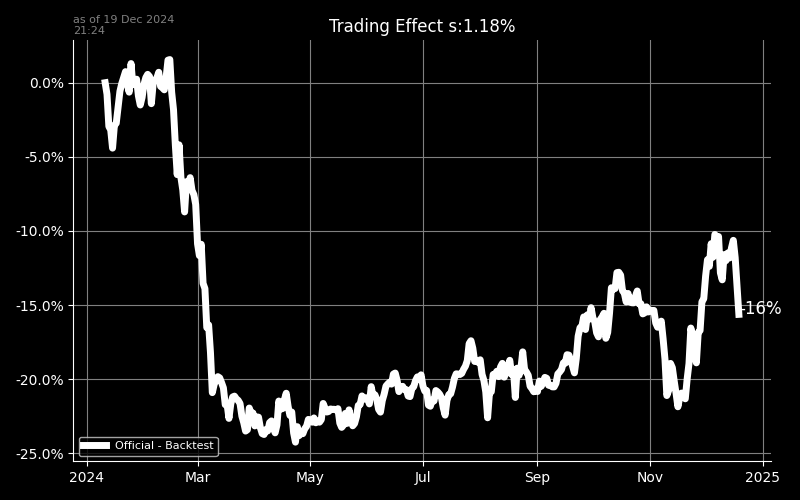 as of 19 Dec 2024
21:24
Trading Effect s:1.18%
0.0%
-5.0%
-10.0%
-15.0%
-16%
-20.0%
-25.0%
Official - Backtest
2024
Mar
May
Jul
Sep
Nov
2025